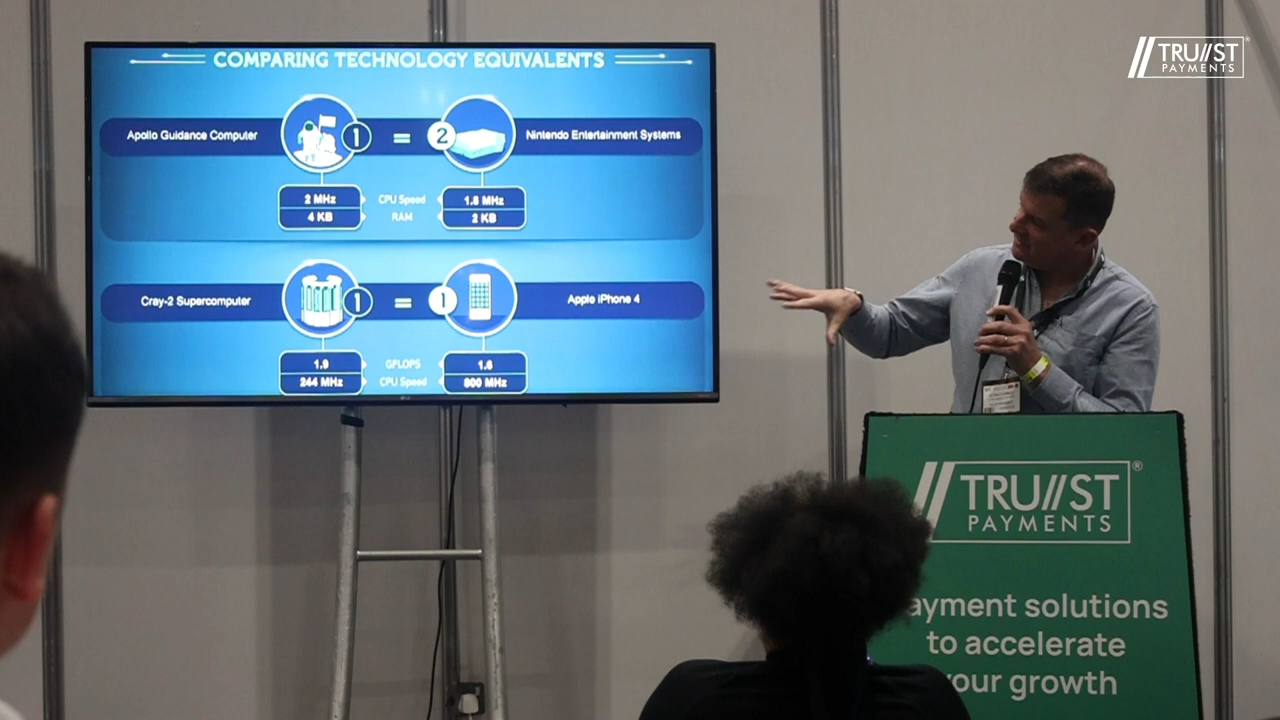 COMPARING TECHNOLOGY EQUIVALENTS
Apollo Guidance Computer
1 = 2
Nintendo Entertainment Systems
2 MHz CPU Speed 1.8 MHz
4 KB RAM 2 KB
Cray-2 Supercomputer
1 = 1
Apple iPhone 4
1.9 GFLOPS 1.6
244 MHz CPU Speed 800 MHz
LG
TRU//ST®
PAYMENTS
TRU//ST®
PAYMENTS
ayment solutions
to accelerate
your growth